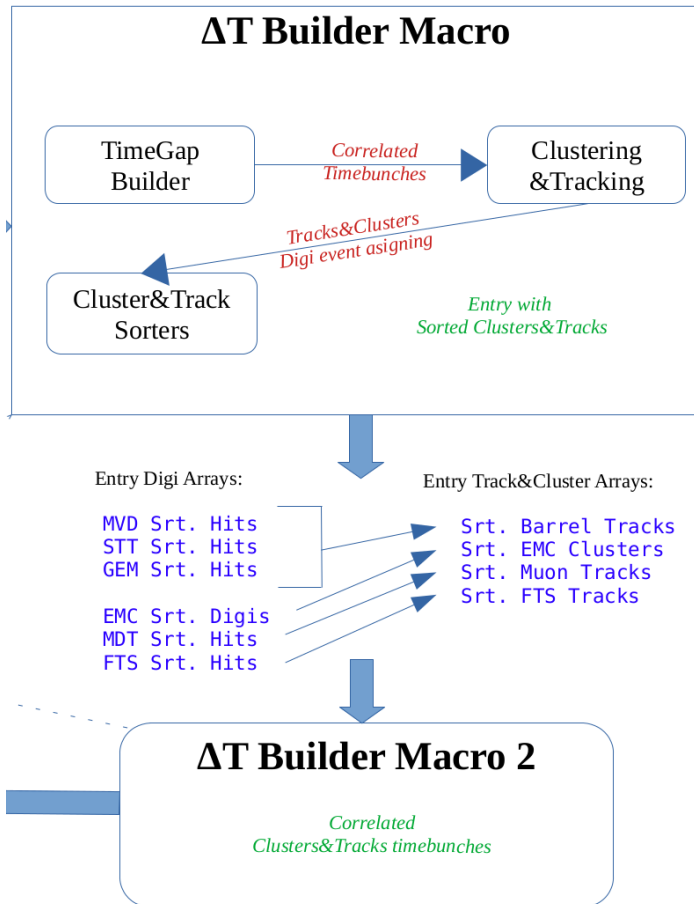 ΔT Builder Macro
TimeGap
Builder
Correlated
Timebunches
Clustering
&Tracking
Tracks&Clusters
Digi event asigning
Cluster&Track
Sorters
Entry with
Sorted Clusters&Tracks
Entry Digi Arrays:
MVD Srt. Hits
STT Srt. Hits
GEM Srt. Hits
EMC Srt. Digis
MDT Srt. Hits
FTS Srt. Hits
Entry Track&Cluster Arrays:
Srt. Barrel Tracks
Srt. EMC Clusters
Srt. Muon Tracks
Srt. FTS Tracks
ΔT Builder Macro 2
Correlated
Clusters&Tracks timebunches